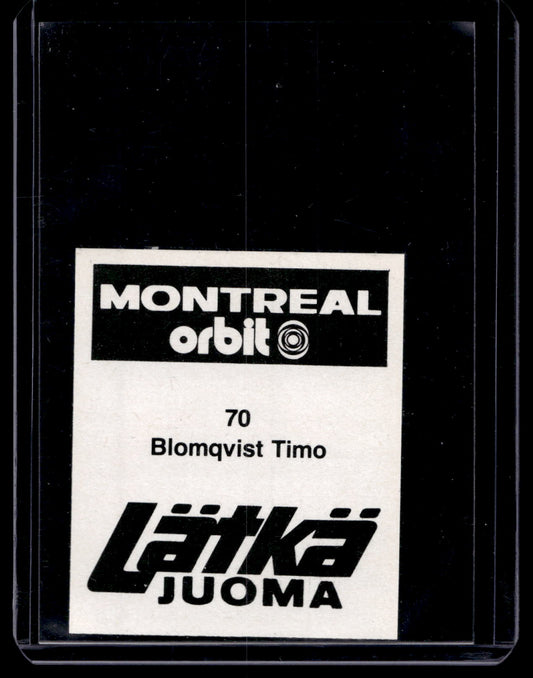 MONTREAL
orbit
70
Blomqvist Timo
Lätkä
JUOMA